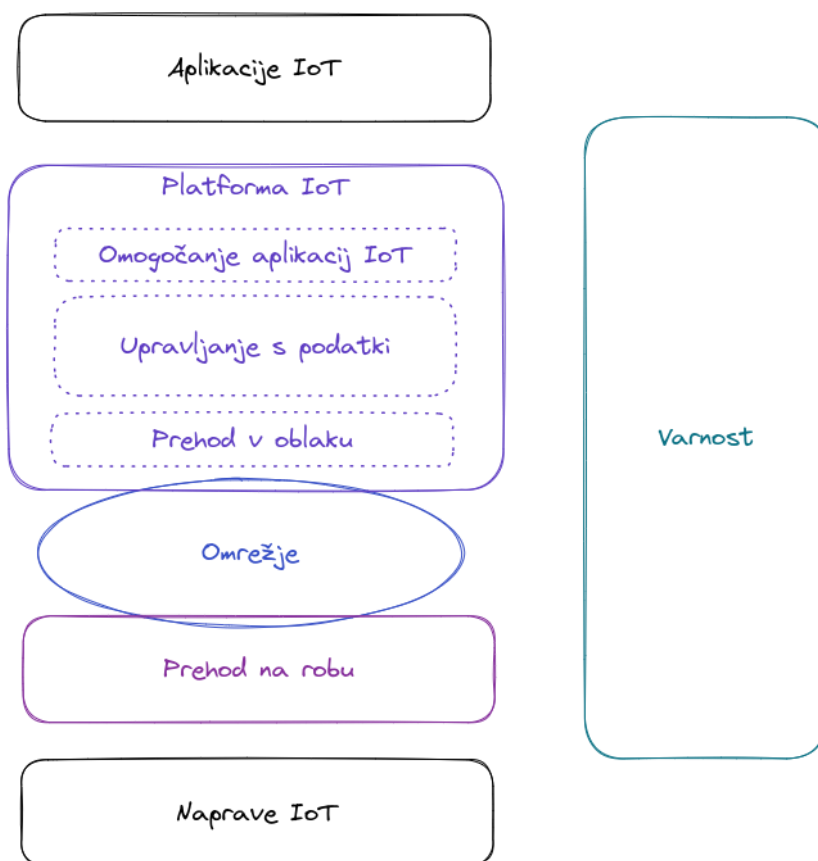 Aplikacije IoT
Platforma IoT
Omogočanje aplikacij IoT
Upravljanje s podatki
Prehod v oblaku
Varnost
Omrežje
Prehod na robu
Naprave IoT